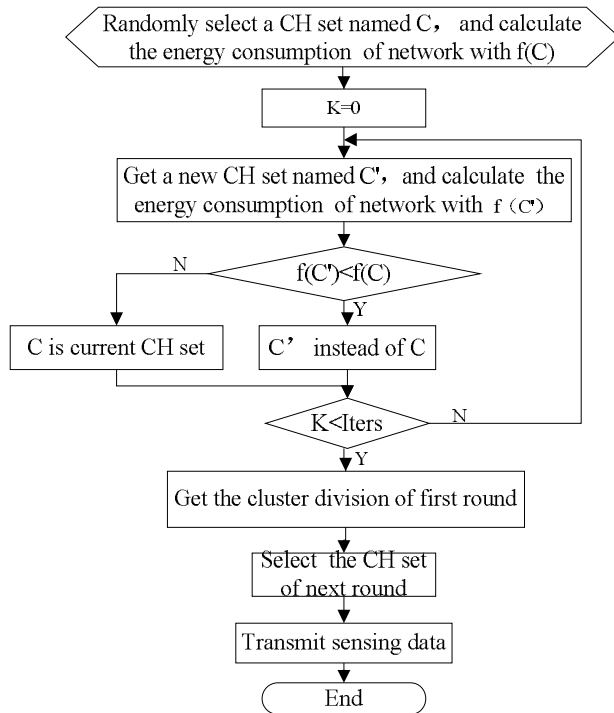 Randomly select a CH set named C，and calculate
the energy consumption of network with f(C)
K=0
Get a new CH set named C'，and calculate the
energy consumption of network with f（C'）
N
f(C')<f(C)
Y
C is current CH set
C’ instead of C
K<Iters
N
Y
Get the cluster division of first round
Select the CH set
of next round
Transmit sensing data
End